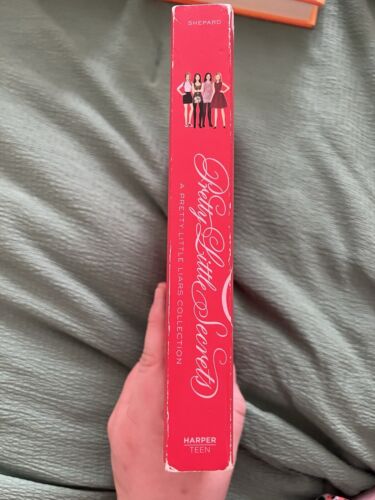 SHEPARD
Pretty Little Secrets
A PRETTY LITTLE LIARS COLLECTION
HARPER
TEEN